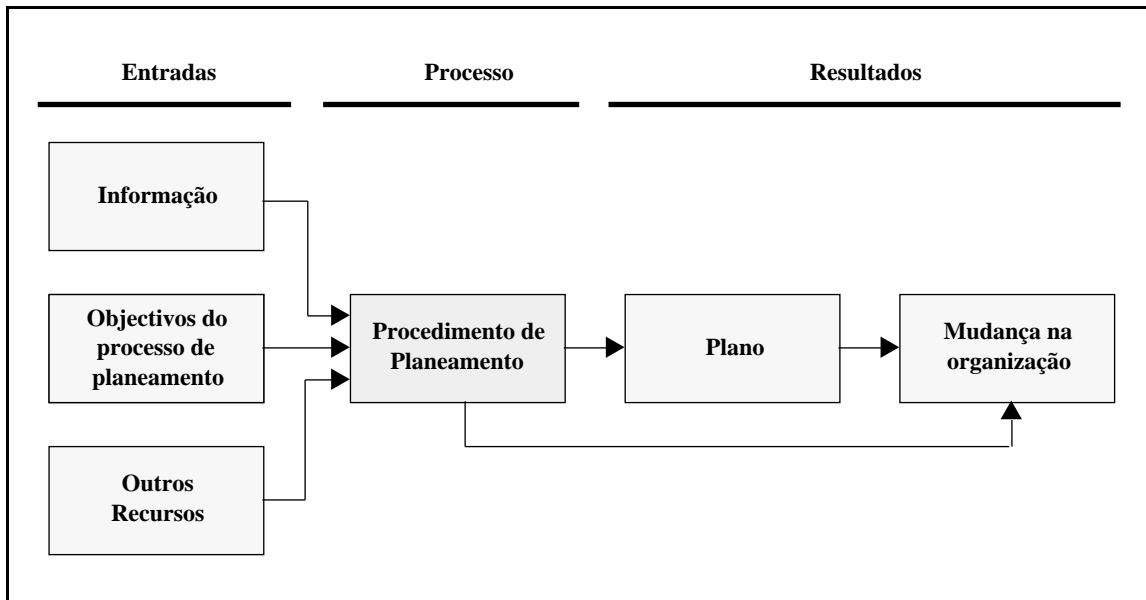 Entradas
Processo
Resultados
Informação
Objectivos do
processo de
planeamento
Outros
Recursos
Procedimento de
Planeamento
Plano
Mudança na
organização